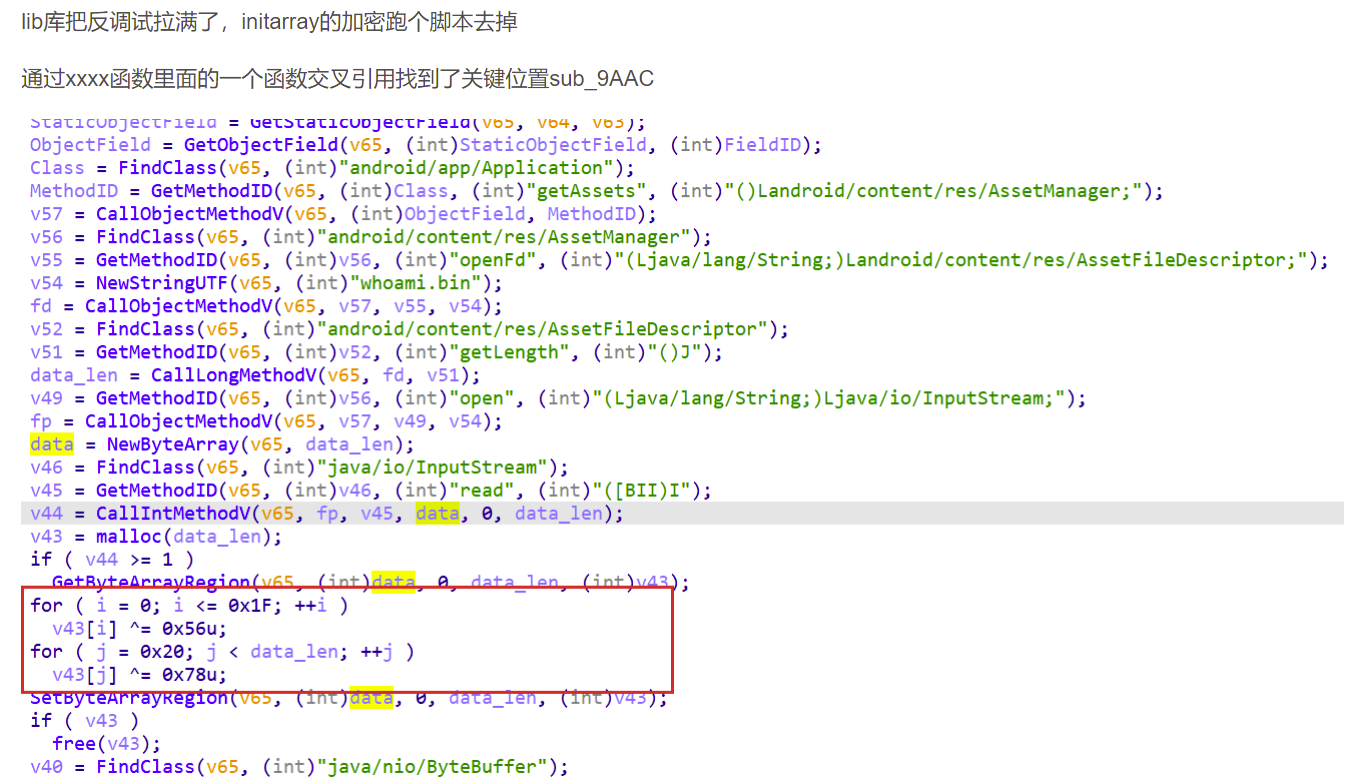 lib库把反调试拉满了，initarray的加密跑个脚本去掉
通过xxxx函数里面的一个函数交叉引用找到了关键位置sub_9AAC
StaticObjectField = GetStaticObjectField(v65, v64, v63);
ObjectField = GetObjectField(v65, (int)StaticObjectField, (int)FieldID);
Class = FindClass(v65, (int)"android/app/Application");
MethodID = GetMethodID(v65, (int)Class, (int)"getAssets", (int)"()Landroid/content/res/AssetManager;");
v57 = CallObjectMethodV(v65, (int)ObjectField, MethodID);
v56 = FindClass(v65, (int)"android/content/res/AssetManager");
v55 = GetMethodID(v65, (int)v56, (int)"openFd", (int)"(Ljava/lang/String;)Landroid/content/res/AssetFileDescriptor;");
v54 = NewStringUTF(v65, (int)"whoami.bin");
fd = CallObjectMethodV(v65, v57, v55, v54);
v52 = FindClass(v65, (int)"android/content/res/AssetFileDescriptor");
v51 = GetMethodID(v65, (int)v52, (int)"getLength", (int)"()J");
data_len = CallLongMethodV(v65, fd, v51);
v49 = GetMethodID(v65, (int)v56, (int)"open", (int)"(Ljava/lang/String;)Ljava/io/InputStream;");
fp = CallObjectMethodV(v65, v57, v49, v54);
data = NewByteArray(v65, data_len);
v46 = FindClass(v65, (int)"java/io/InputStream");
v45 = GetMethodID(v65, (int)v46, (int)"read", (int)"([BII)I");
v44 = CallIntMethodV(v65, fp, v45, data, 0, data_len);
v43 = malloc(data_len);
if ( v44 >= 1 )
GetByteArrayRegion(v65, (int)data, 0, data_len, (int)v43);
for ( i = 0; i <= 0x1F; ++i )
v43[i] ^= 0x56u;
for ( j = 0x20; j < data_len; ++j )
v43[j] ^= 0x78u;
SetByteArrayRegion(v65, (int)data, 0, data_len, (int)v43);
if ( v43 )
free(v43);
v40 = FindClass(v65, (int)"java/nio/ByteBuffer");